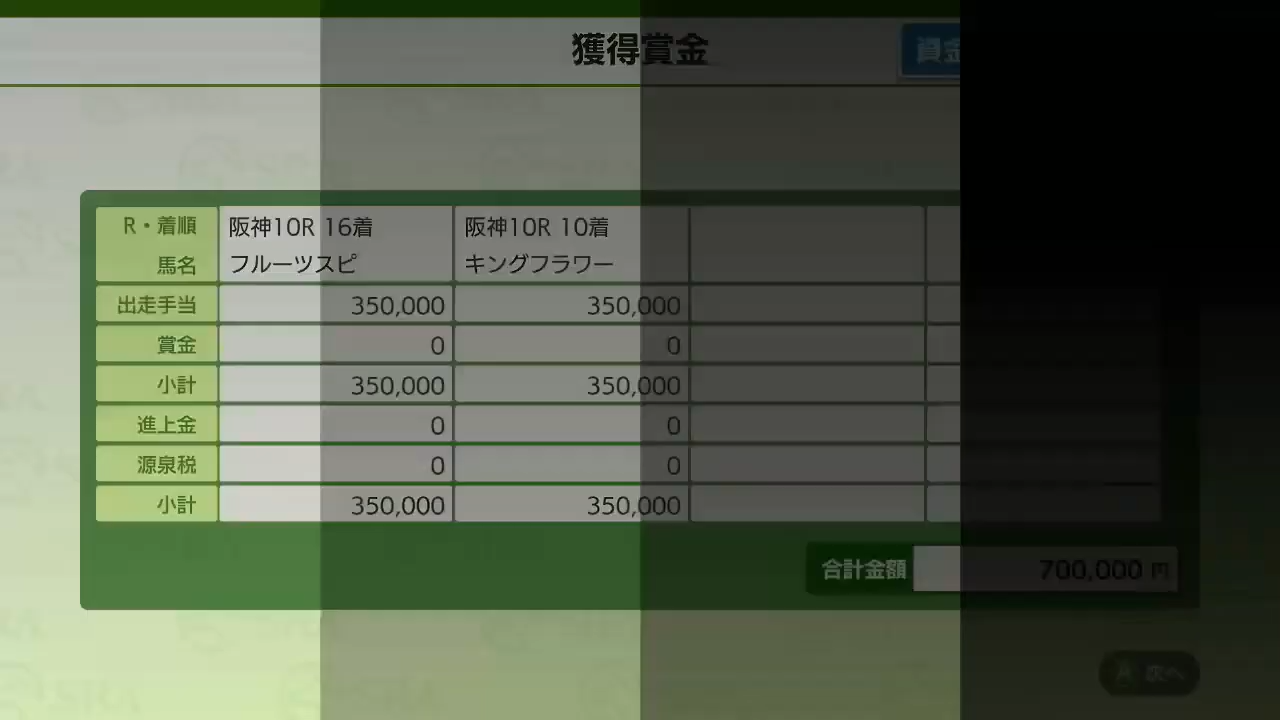 獲得賞金
資金
R・着順 阪神10R 16着 阪神10R 10着
馬名 フルーツスピ キングフラワー
出走手当 350,000 350,000
賞金 0 0
小計 350,000 350,000
進上金 0 0
源泉税 0 0
小計 350,000 350,000
合計金額 700,000 円
次へ